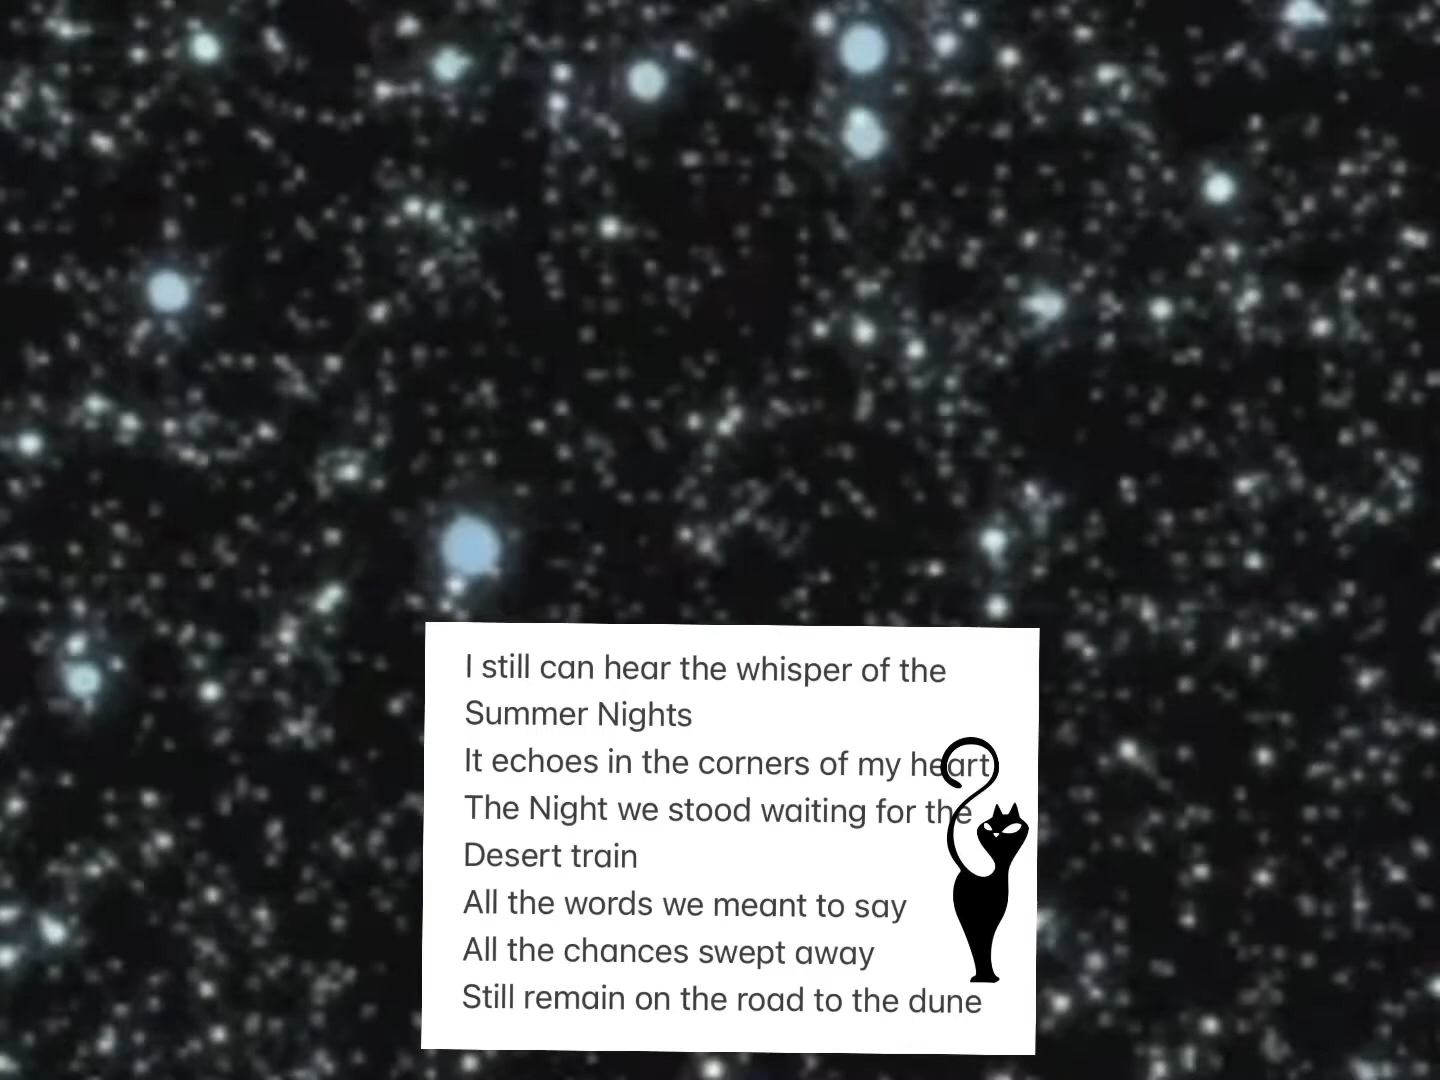 I still can hear the whisper of the
Summer Nights
It echoes in the corners of my heart
The Night we stood waiting for the
Desert train
All the words we meant to say
All the chances swept away
Still remain on the road to the dune